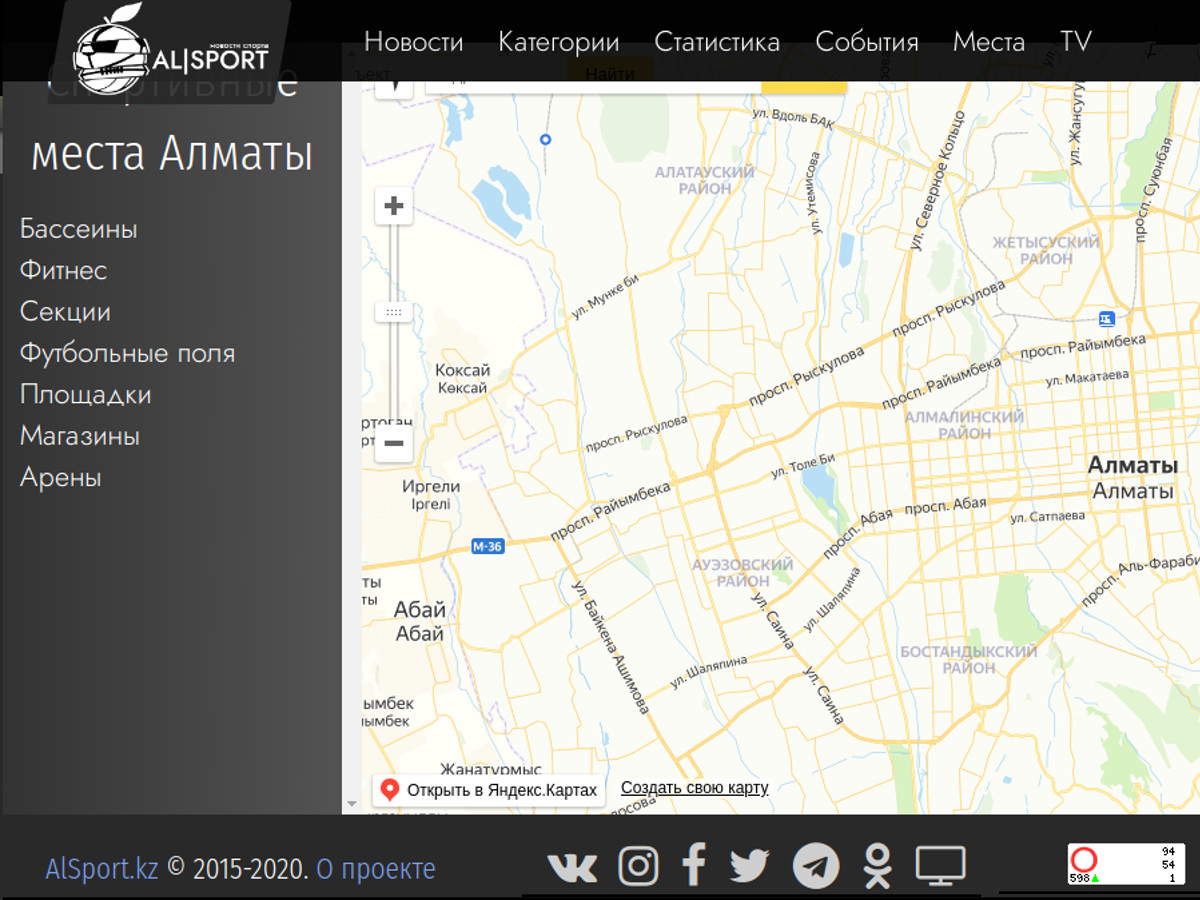 новости спорта
AL|SPORT
Новости Категории Статистика События Места TV
Найти
Спортивные
места Алматы
Бассеины
Фитнес
Секции
Футбольные поля
Площадки
Магазины
Арены
ул. Вдоль БАК
ул. Северное Кольцо
ул. Жансугу
просп. Суюнбая
АЛАТАУСКИЙ
РАЙОН
ул. Утемисова
ЖЕТЫСУСКИЙ
РАЙОН
ул. Мунке би
просп. Рыскулова
просп. Райымбека
просп. Рыскулова
Коксай
Көксай
просп. Райымбека
ул. Макатаева
АЛМАЛИНСКИЙ
РАЙОН
просп. Рыскулова
ул. Толе Би
Алматы
Алматы
Иргели
Іргелі
просп. Райымбека
просп. Абая
просп. Абая
ул. Сатпаева
М-36
АУЭЗОВСКИЙ
РАЙОН
просп. Аль-Фараби
ты
ты
Абай
Абай
ул. Байкена Ашимова
ул. Саина
ул. Шаляпина
БОСТАНДЫКСКИЙ
РАЙОН
ул. Шаляпина
ул. Саина
ымбек
ымбек
Жанатурмыс
Открыть в Яндекс.Картах
Создать свою карту
AlSport.kz © 2015-2020. О проекте
94
54
598 1